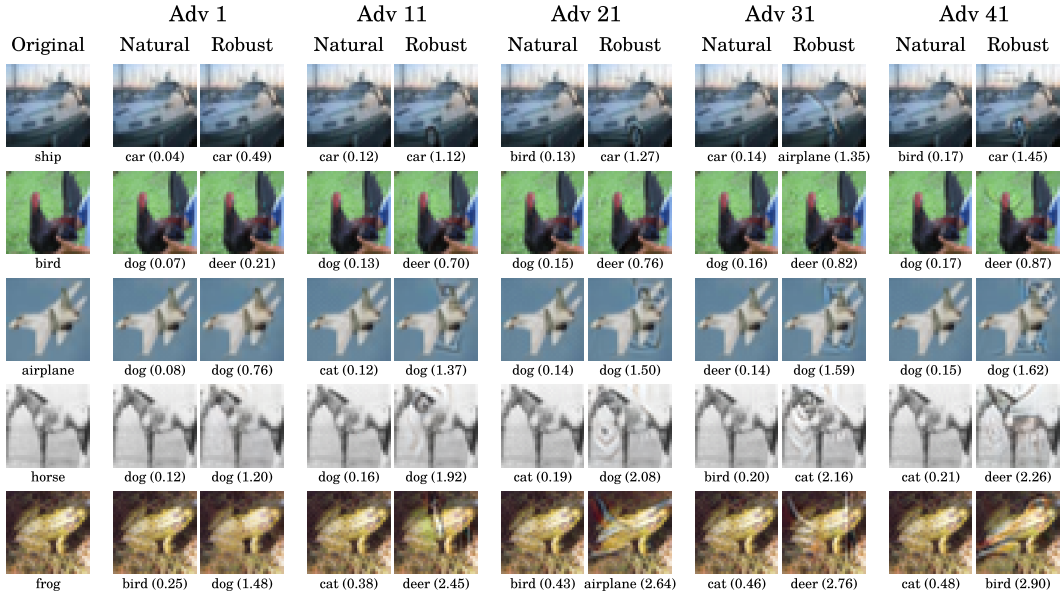 Adv 1 Adv 11 Adv 21 Adv 31 Adv 41
Original Natural Robust Natural Robust Natural Robust Natural Robust Natural Robust
ship car (0.04) car (0.49) car (0.12) car (1.12) bird (0.13) car (1.27) car (0.14) airplane (1.35) bird (0.17) car (1.45)
bird dog (0.07) deer (0.21) dog (0.13) deer (0.70) dog (0.15) deer (0.76) dog (0.16) deer (0.82) dog (0.17) deer (0.87)
airplane dog (0.08) dog (0.76) cat (0.12) dog (1.37) dog (0.14) dog (1.50) deer (0.14) dog (1.59) dog (0.15) dog (1.62)
horse dog (0.12) dog (1.20) dog (0.16) dog (1.92) cat (0.19) dog (2.08) bird (0.20) cat (2.16) cat (0.21) deer (2.26)
frog bird (0.25) dog (1.48) cat (0.38) deer (2.45) bird (0.43) airplane (2.64) cat (0.46) deer (2.76) cat (0.48) bird (2.90)